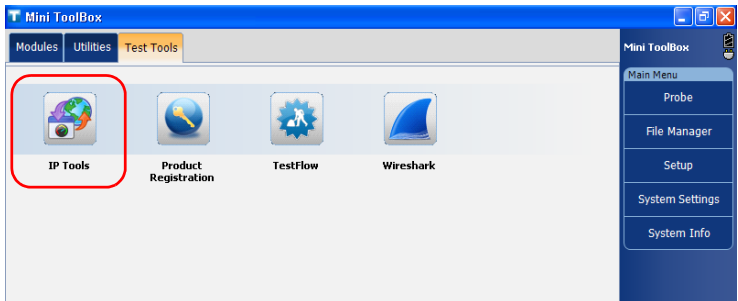 Mini ToolBox
Modules Utilities Test Tools
IP Tools
Product
Registration
TestFlow
Wireshark
Mini ToolBox
Main Menu
Probe
File Manager
Setup
System Settings
System Info